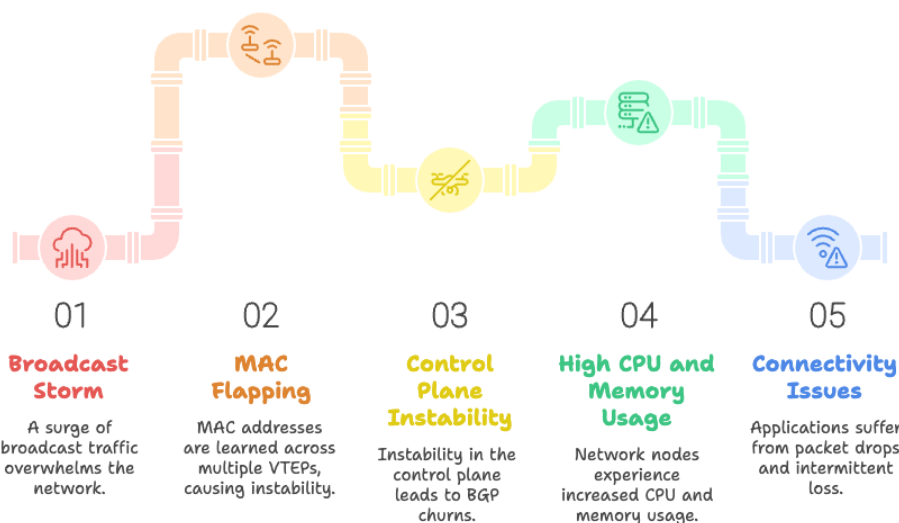 01
Broadcast
Storm
A surge of
broadcast traffic
overwhelms the
network.
02
MAC
Flapping
MAC addresses
are learned across
multiple VTEPs,
causing instability.
03
Control
Plane
Instability
Instability in the
control plane
leads to BGP
churns.
04
High CPU and
Memory
Usage
Network nodes
experience
increased CPU and
memory usage.
05
Connectivity
Issues
Applications suffer
from packet drops
and intermittent
loss.